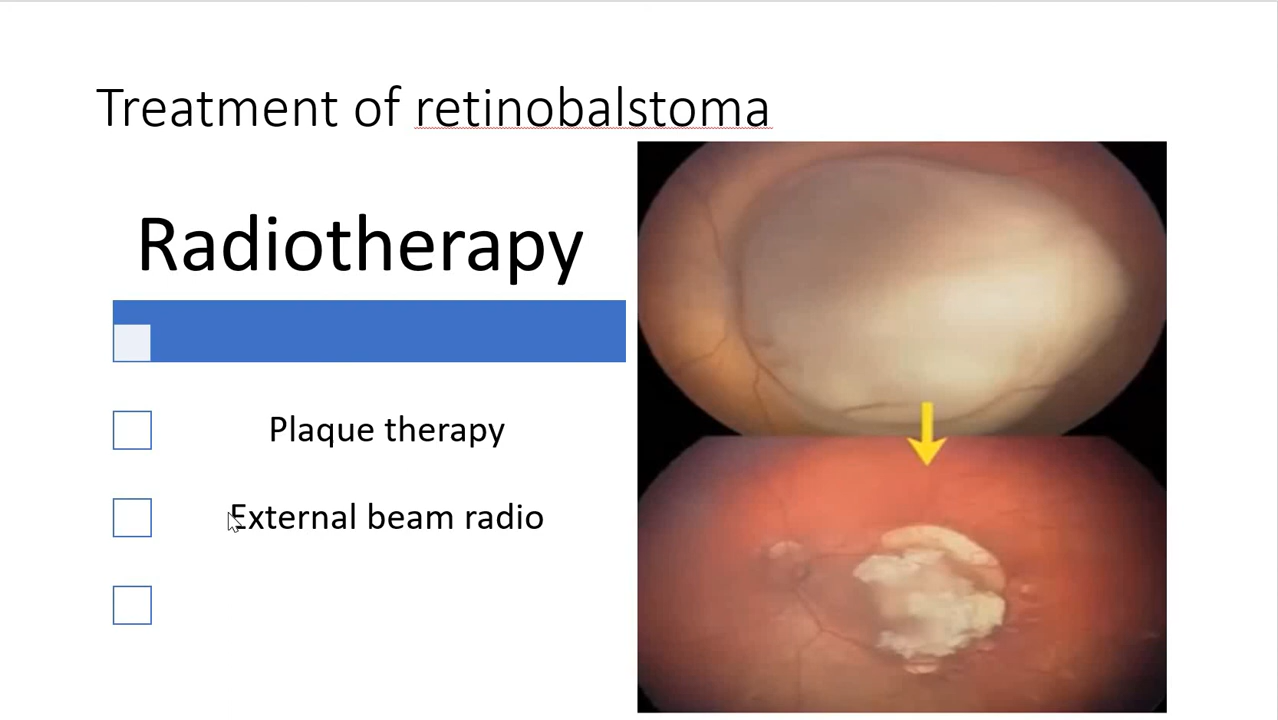 Treatment of retinobalstoma
Radiotherapy
Plaque therapy
External beam radio